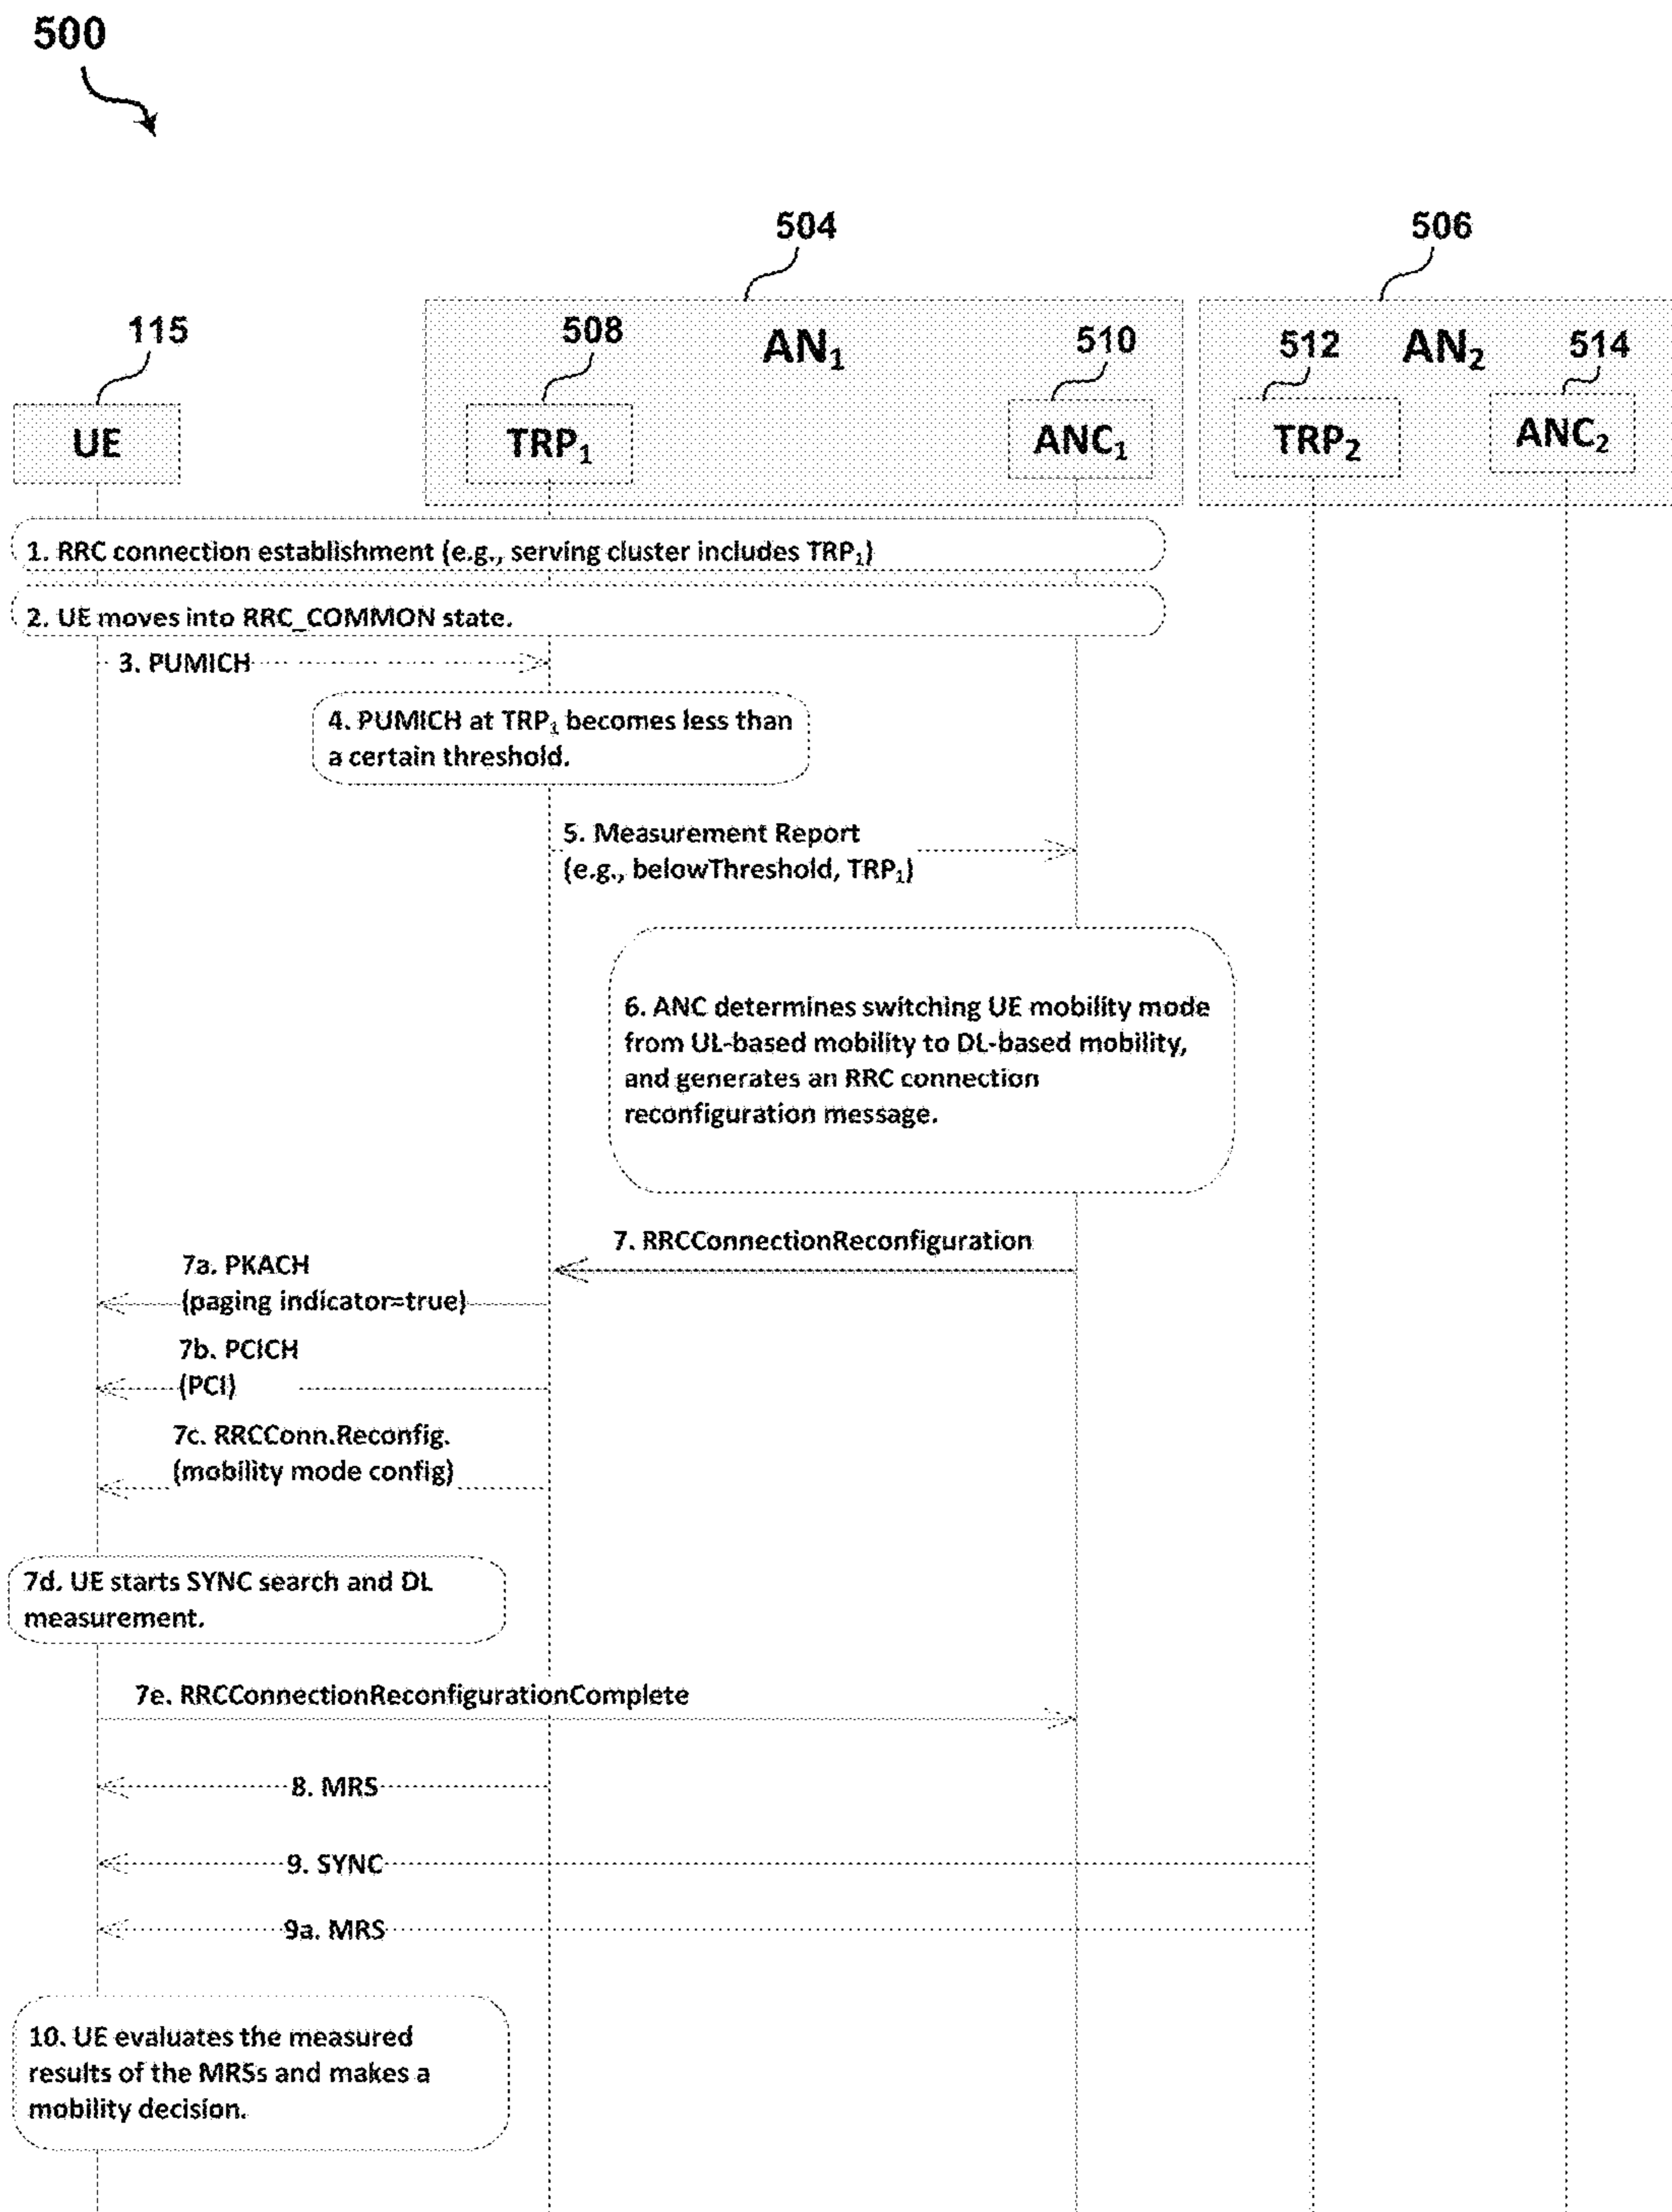 500
504
506
115
508
AN₁
510
512
AN₂
514
UE
TRP₁
ANC₁
TRP₂
ANC₂
1. RRC connection establishment (e.g., serving cluster includes TRP₁)
2. UE moves into RRC_COMMON state.
3. PUMICH
4. PUMICH at TRP₁ becomes less than
a certain threshold.
5. Measurement Report
(e.g., belowThreshold, TRP₁)
6. ANC determines switching UE mobility mode
from UL-based mobility to DL-based mobility,
and generates an RRC connection
reconfiguration message.
7. RRCConnectionReconfiguration
7a. PKACH
(paging indicator=true)
7b. PCICH
(PCI)
7c. RRCConn.Reconfig.
(mobility mode config)
7d. UE starts SYNC search and DL
measurement.
7e. RRCConnectionReconfigurationComplete
8. MRS
9. SYNC
9a. MRS
10. UE evaluates the measured
results of the MRSs and makes a
mobility decision.